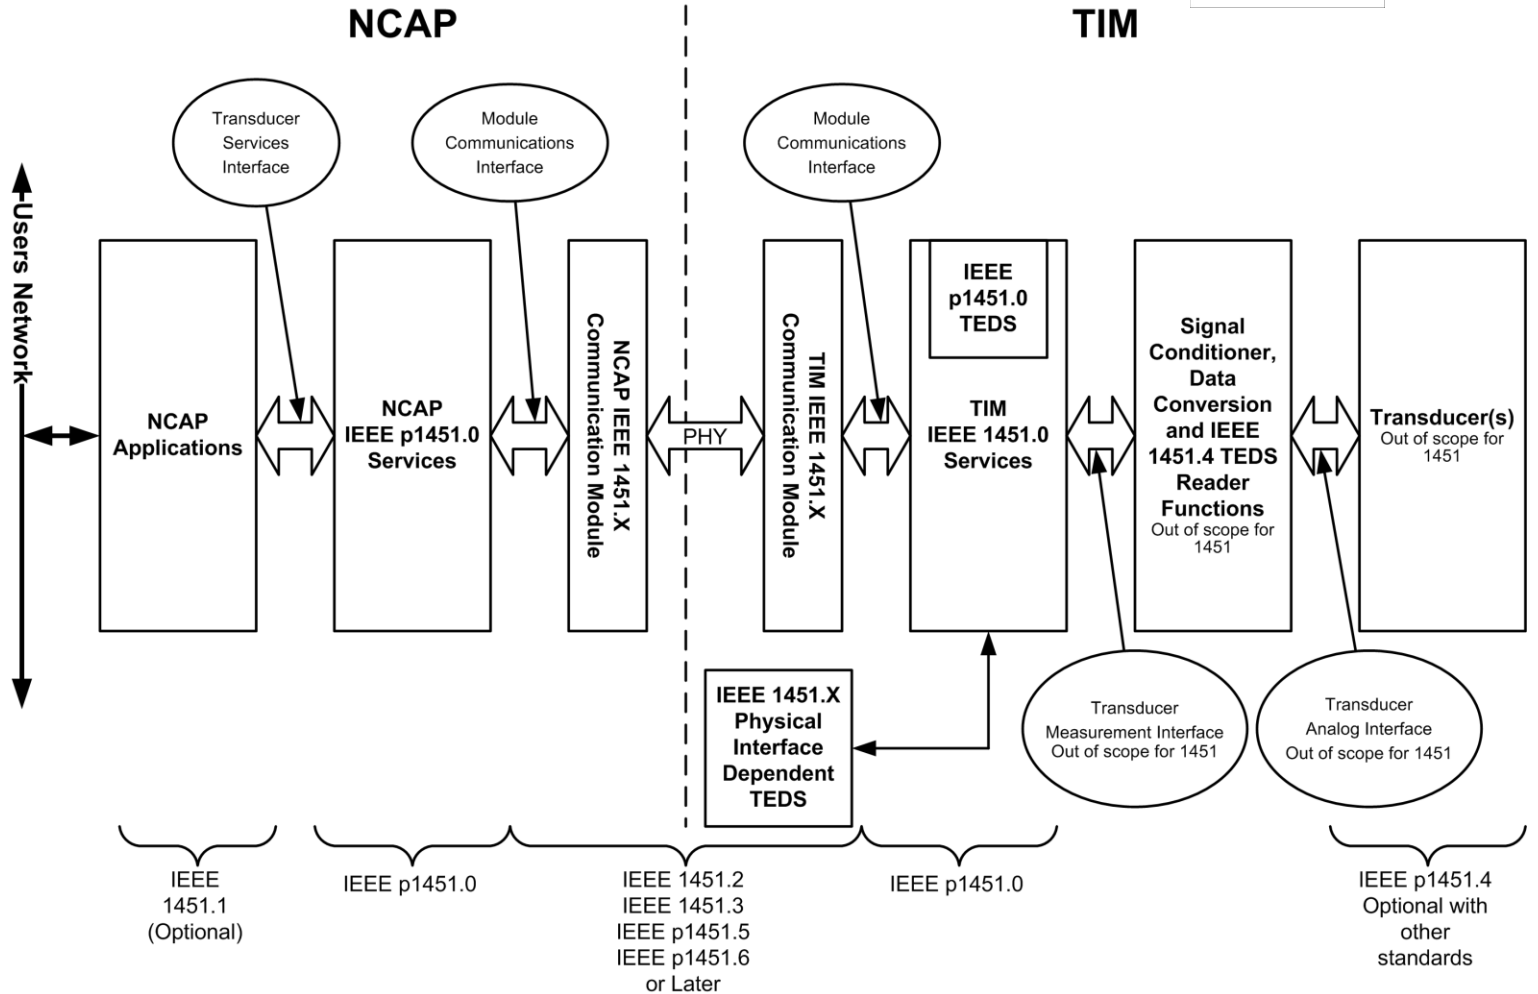 NCAP
TIM
Transducer
Services
Interface
Module
Communications
Interface
Module
Communications
Interface
Users Network
NCAP
Applications
NCAP
IEEE p1451.0
Services
NCAP IEEE 1451.X
Communication Module
PHY
TIM IEEE 1451.X
Communication Module
IEEE
p1451.0
TEDS
TIM
IEEE 1451.0
Services
Signal
Conditioner,
Data
Conversion
and IEEE
1451.4 TEDS
Reader
Functions
Out of scope for
1451
Transducer(s)
Out of scope for
1451
IEEE 1451.X
Physical
Interface
Dependent
TEDS
Transducer
Measurement Interface
Out of scope for 1451
Transducer
Analog Interface
Out of scope for 1451
IEEE
1451.1
(Optional)
IEEE p1451.0
IEEE 1451.2
IEEE 1451.3
IEEE p1451.5
IEEE p1451.6
or Later
IEEE p1451.0
IEEE p1451.4
Optional with
other
standards